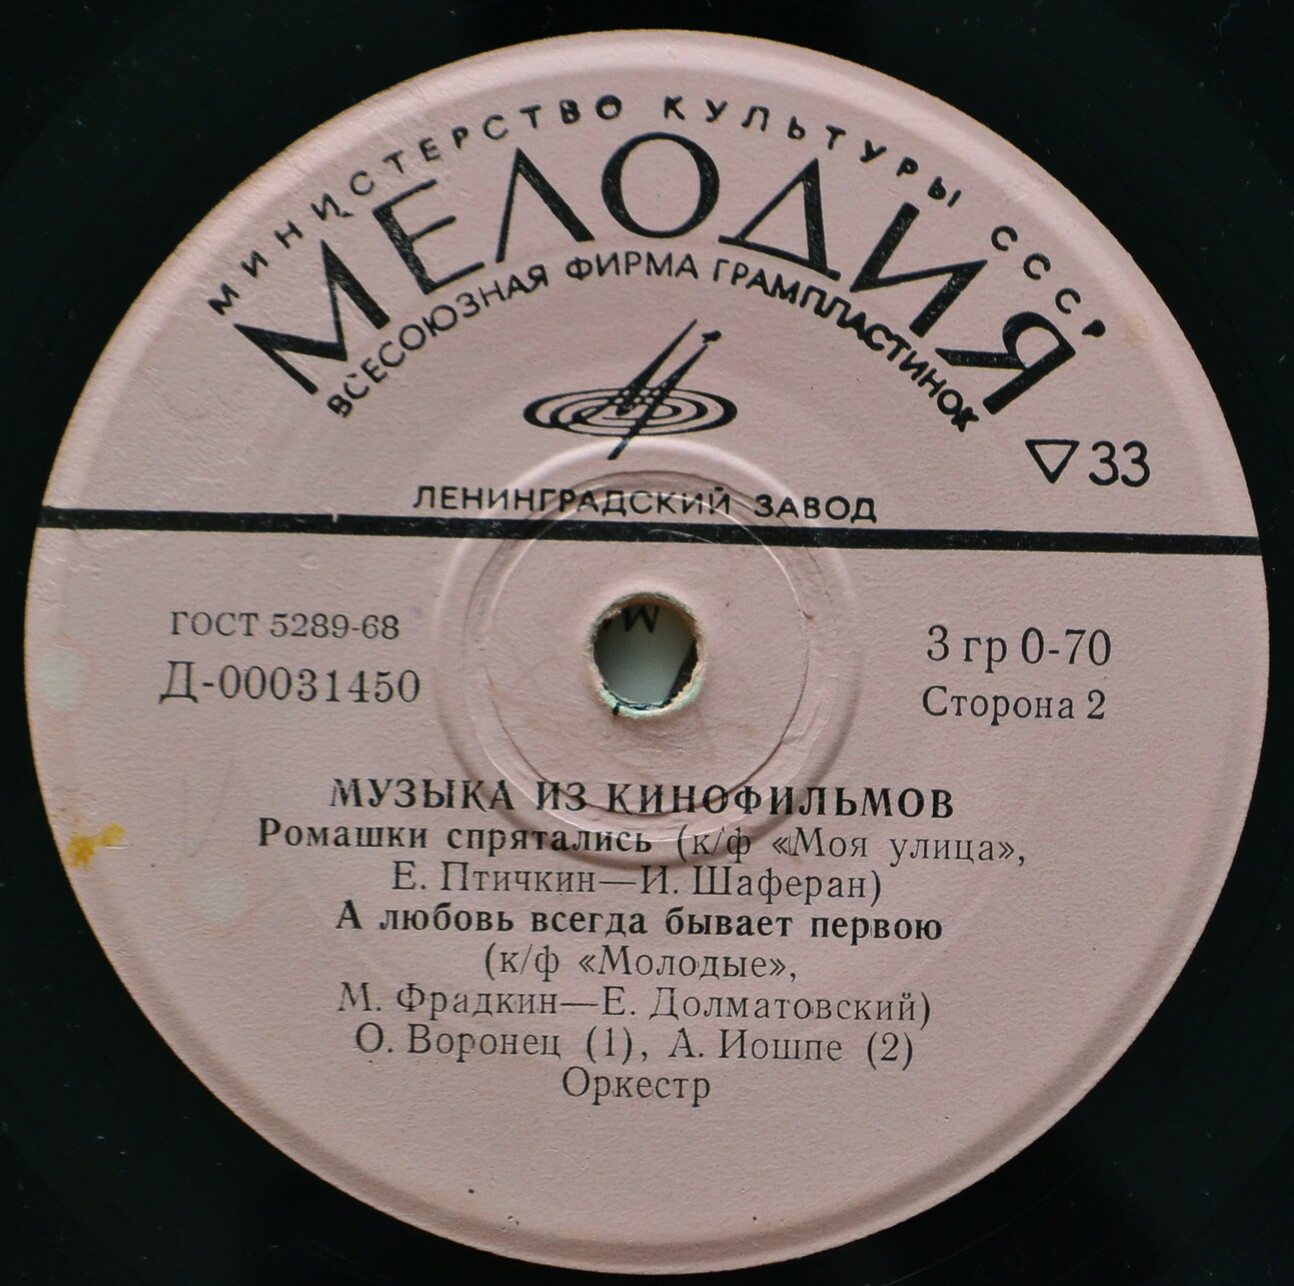 МИНИСТЕРСТВО КУЛЬТУРЫ СССР
МЕЛОДИЯ
ВСЕСОЮЗНАЯ ФИРМА ГРАМПЛАСТИНОК
▽33
ЛЕНИНГРАДСКИЙ ЗАВОД
ГОСТ 5289-68
Д-00031450
3 гр 0-70
Сторона 2
МУЗЫКА ИЗ КИНОФИЛЬМОВ
Ромашки спрятались (к/ф «Моя улица»,
Е. Птичкин—И. Шаферан)
А любовь всегда бывает первою
(к/ф «Молодые»,
М. Фрадкин—Е. Долматовский)
О. Воронец (1), А. Иошпе (2)
Оркестр